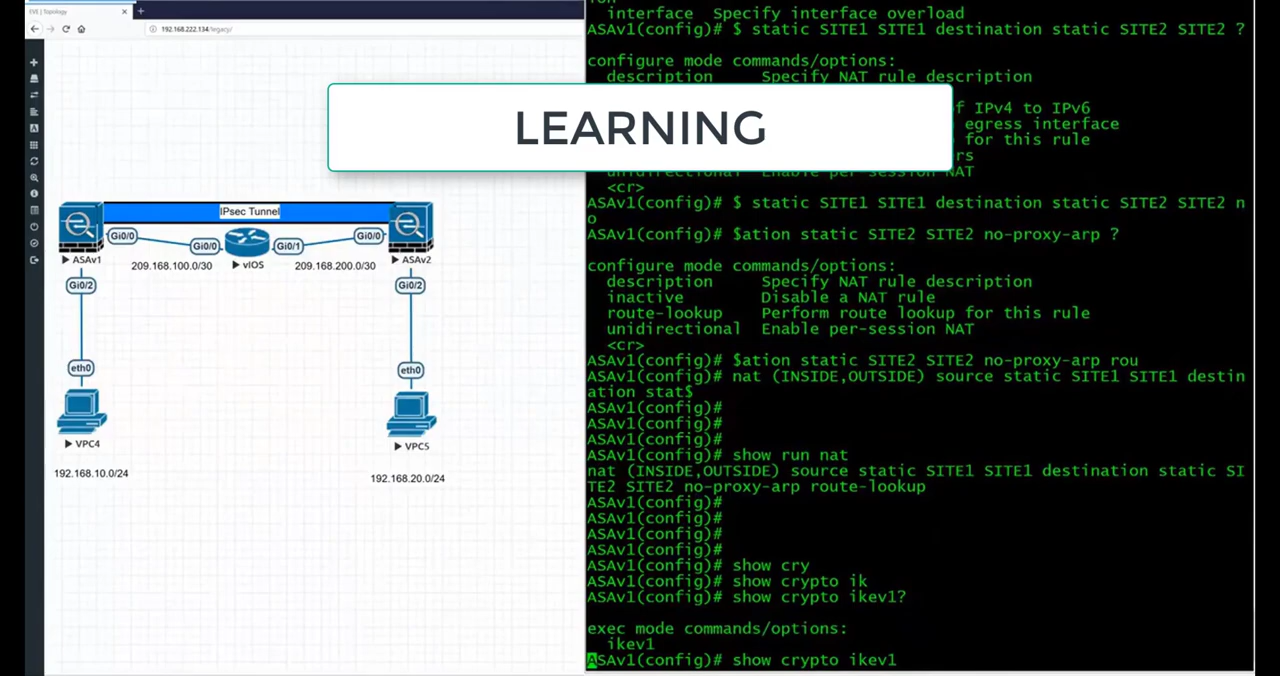 EVE | Topology
192.168.222.134/legacy/
LEARNING
IPsec Tunnel
Gi0/0
Gi0/0
Gi0/1
Gi0/0
ASAv1
209.168.100.0/30
vIOS
209.168.200.0/30
ASAv2
Gi0/2
Gi0/2
eth0
eth0
VPC4
VPC5
192.168.10.0/24
192.168.20.0/24
interface Specify interface overload
ASAv1(config)# $ static SITE1 SITE1 destination static SITE2 SITE2 ?
configure mode commands/options:
description Specify NAT rule description
of IPv4 to IPv6
egress interface
for this rule
unidirectional Enable per-session NAT
<cr>
ASAv1(config)# $ static SITE1 SITE1 destination static SITE2 SITE2 n
o
ASAv1(config)# $ation static SITE2 SITE2 no-proxy-arp ?
configure mode commands/options:
description Specify NAT rule description
inactive Disable a NAT rule
route-lookup Perform route lookup for this rule
unidirectional Enable per-session NAT
<cr>
ASAv1(config)# $ation static SITE2 SITE2 no-proxy-arp rou
ASAv1(config)# nat (INSIDE,OUTSIDE) source static SITE1 SITE1 destin
ation stat$
ASAv1(config)#
ASAv1(config)#
ASAv1(config)#
ASAv1(config)# show run nat
nat (INSIDE,OUTSIDE) source static SITE1 SITE1 destination static SI
TE2 SITE2 no-proxy-arp route-lookup
ASAv1(config)#
ASAv1(config)#
ASAv1(config)#
ASAv1(config)#
ASAv1(config)# show cry
ASAv1(config)# show crypto ik
ASAv1(config)# show crypto ikev1?
exec mode commands/options:
ikev1
ASAv1(config)# show crypto ikev1